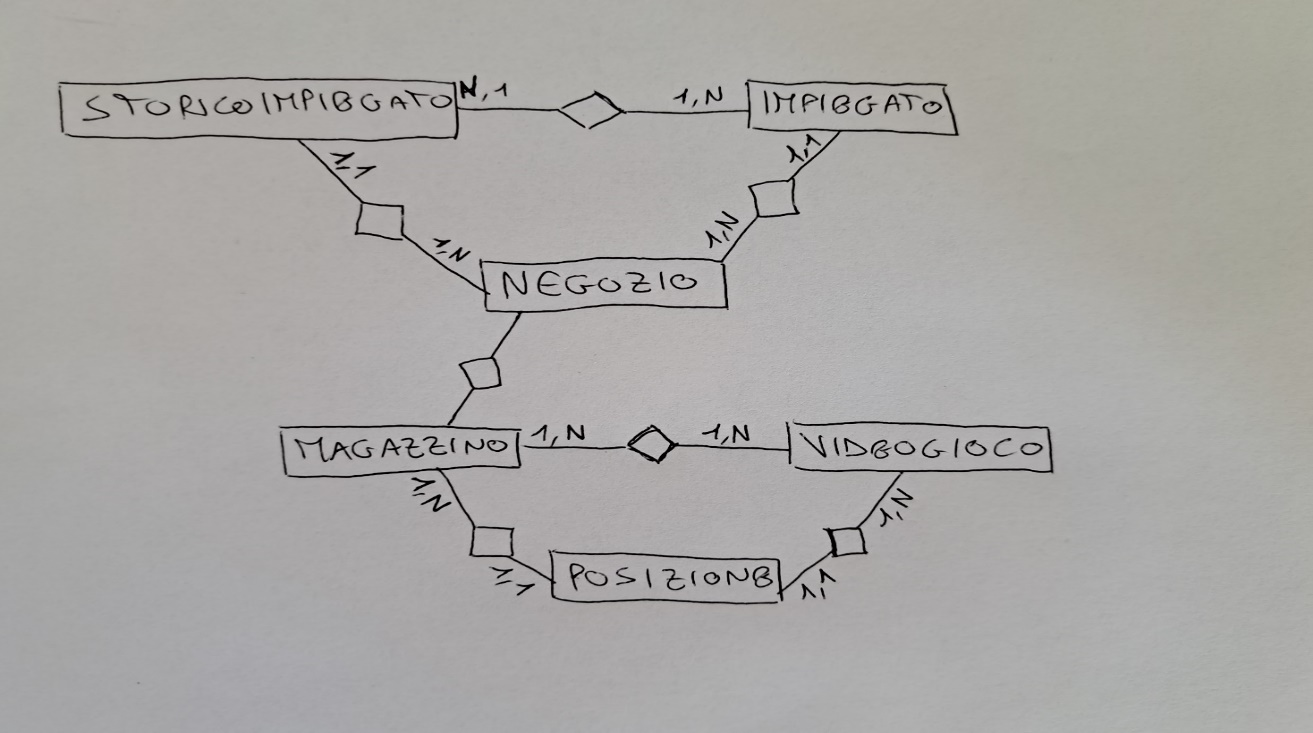 STORICOIMPIEGATO N,1 1,N IMPIEGATO
1,1 1,1
1,N 1,N
NEGOZIO
MAGAZZINO 1,N 1,N VIDEOGIOCO
1,N 1,N
1,1 POSIZIONE 1,1